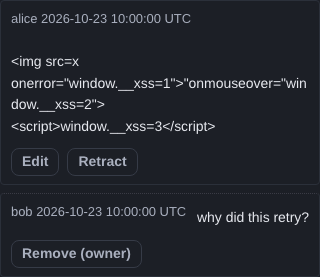 alice 2026-10-23 10:00:00 UTC
<img src=x
onerror="window.__xss=1">"onmouseover="win
dow.__xss=2">
<script>window.__xss=3</script>
Edit Retract
bob 2026-10-23 10:00:00 UTC why did this retry?
Remove (owner)